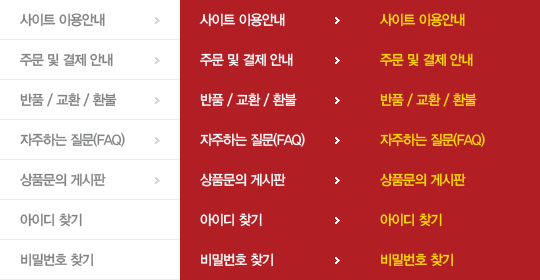 사이트 이용안내 사이트 이용안내 사이트 이용안내
주문 및 결제 안내 주문 및 결제 안내 주문 및 결제 안내
반품 / 교환 / 환불 반품 / 교환 / 환불 반품 / 교환 / 환불
자주하는 질문(FAQ) 자주하는 질문(FAQ) 자주하는 질문(FAQ)
상품문의 게시판 상품문의 게시판 상품문의 게시판
아이디 찾기 아이디 찾기 아이디 찾기
비밀번호 찾기 비밀번호 찾기 비밀번호 찾기